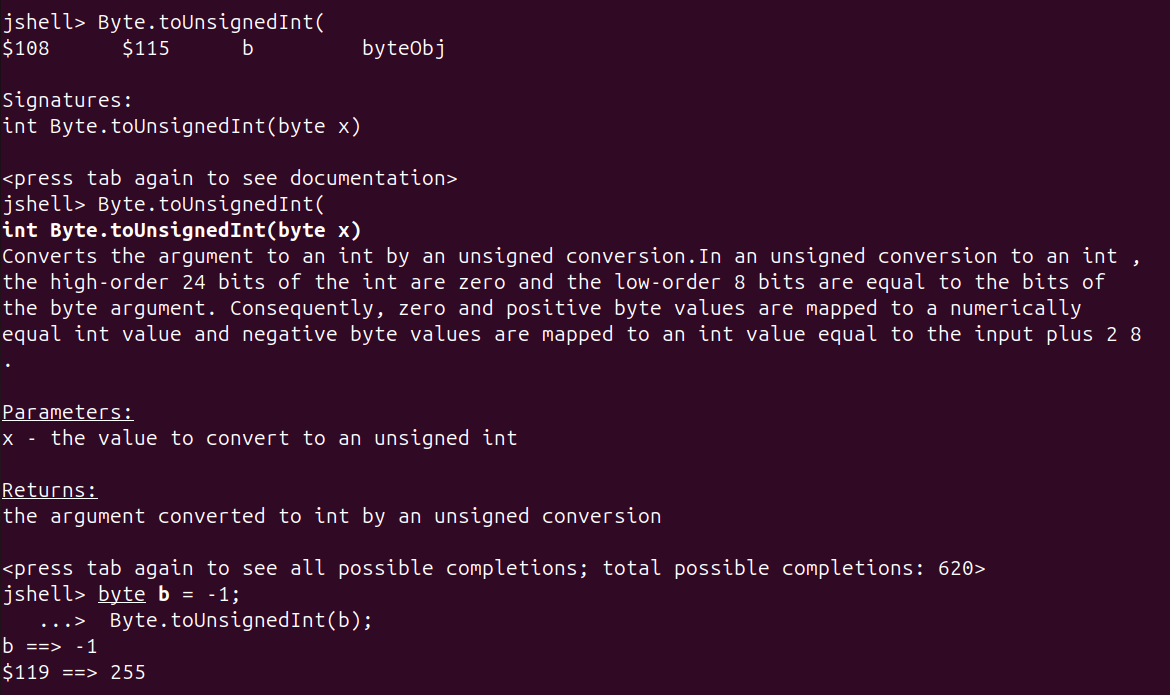 jshell> Byte.toUnsignedInt(
$108      $115      b         byteObj
Signatures:
int Byte.toUnsignedInt(byte x)
<press tab again to see documentation>
jshell> Byte.toUnsignedInt(
int Byte.toUnsignedInt(byte x)
Converts the argument to an int by an unsigned conversion.In an unsigned conversion to an int ,
the high-order 24 bits of the int are zero and the low-order 8 bits are equal to the bits of
the byte argument. Consequently, zero and positive byte values are mapped to a numerically
equal int value and negative byte values are mapped to an int value equal to the input plus 2 8
.
Parameters:
x - the value to convert to an unsigned int
Returns:
the argument converted to int by an unsigned conversion
<press tab again to see all possible completions; total possible completions: 620>
jshell> byte b = -1;
   ...>  Byte.toUnsignedInt(b);
b ==> -1
$119 ==> 255